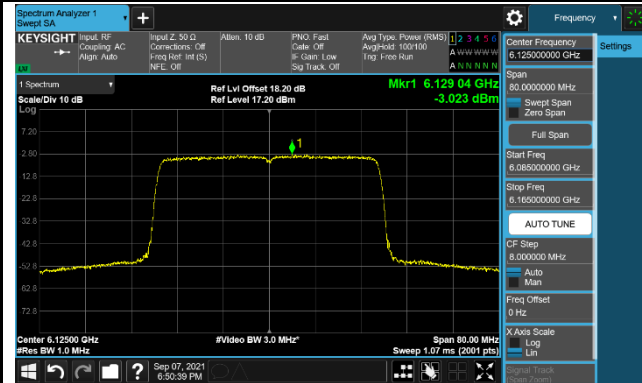 Spectrum Analyzer 1
Swept SA
+
Frequency
KEYSIGHT
Input: RF
Coupling: AC
Align: Auto
Input Z: 50 Ω
Corrections: Off
Freq Ref: Int (S)
NFE: Off
Atten: 10 dB
PNO: Fast
Gate: Off
IF Gain: Low
Sig Track: Off
Avg Type: Power (RMS)
Avg|Hold: 100/100
Trig: Free Run
1 2 3 4 5 6
A W W W W W
A N N N N N
LXI
1 Spectrum
Scale/Div 10 dB
Log
Ref Lvl Offset 18.20 dB
Ref Level 17.20 dBm
Mkr1 6.129 04 GHz
-3.023 dBm
7.20
-2.80
-12.8
-22.8
-32.8
-42.8
-52.8
-62.8
-72.8
1
Center 6.12500 GHz
#Res BW 1.0 MHz
#Video BW 3.0 MHz*
Span 80.00 MHz
Sweep 1.07 ms (2001 pts)
Center Frequency
6.125000000 GHz
Settings
Span
80.0000000 MHz
Swept Span
Zero Span
Full Span
Start Freq
6.085000000 GHz
Stop Freq
6.165000000 GHz
AUTO TUNE
CF Step
8.000000 MHz
Auto
Man
Freq Offset
0 Hz
X Axis Scale
Log
Lin
Signal Track
(Span Zoom)
?
Sep 07, 2021
6:50:39 PM